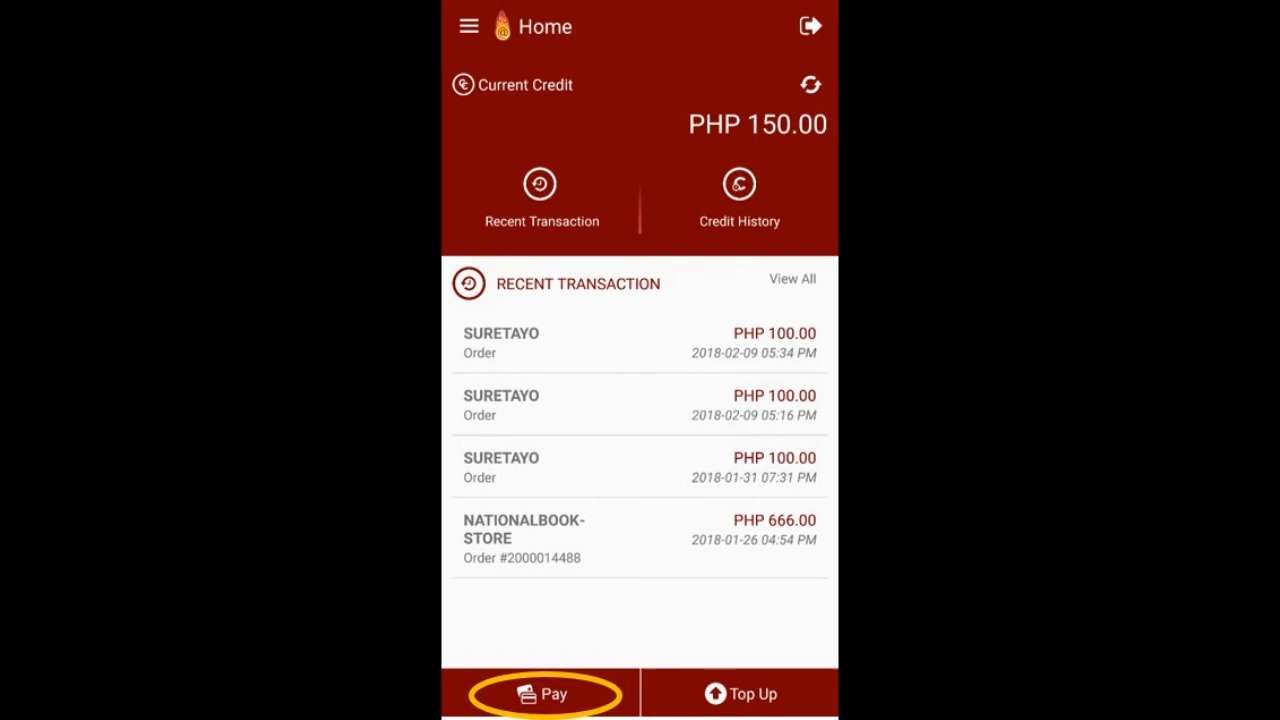 Home
Current Credit
PHP 150.00
Recent Transaction
Credit History
RECENT TRANSACTION
View All
SURETAYO
PHP 100.00
Order
2018-02-09 05:34 PM
SURETAYO
PHP 100.00
Order
2018-02-09 05:16 PM
SURETAYO
PHP 100.00
Order
2018-01-31 07:31 PM
NATIONALBOOK-
STORE
PHP 666.00
2018-01-26 04:54 PM
Order #2000014488
Pay
Top Up